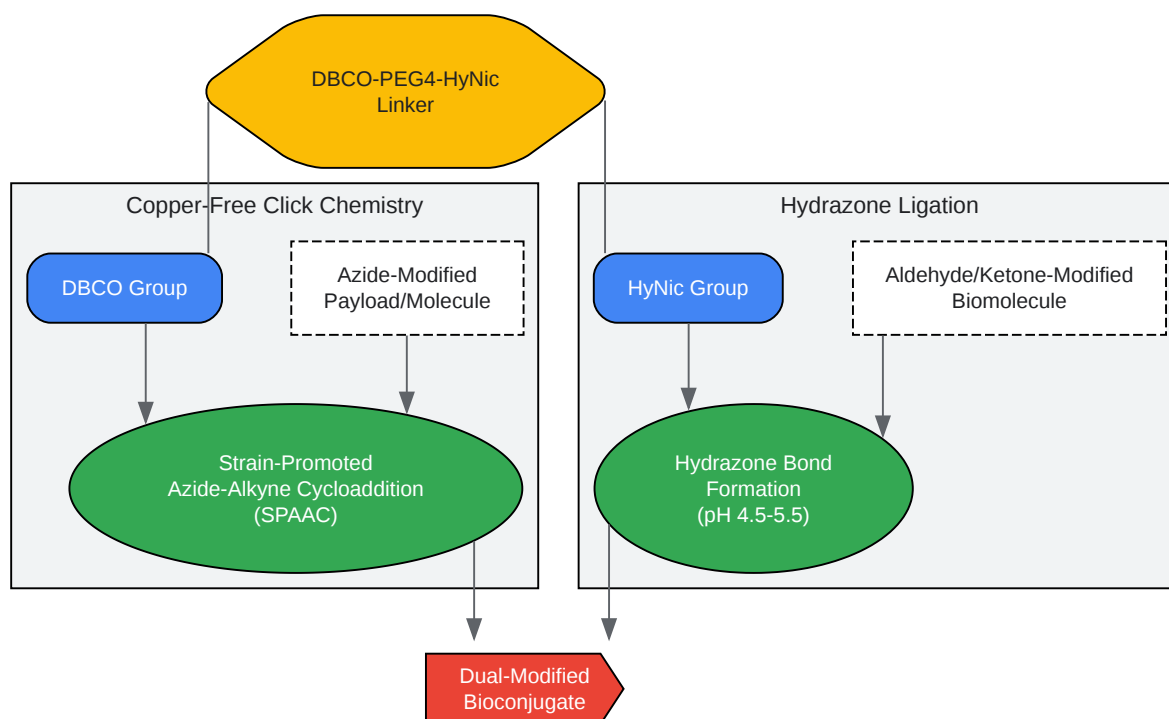 DBCO-PEG4-HyNic
Linker
Copper-Free Click Chemistry
DBCO Group
Azide-Modified
Payload/Molecule
Strain-Promoted
Azide-Alkyne Cycloaddition
(SPAAC)
Hydrazone Ligation
HyNic Group
Aldehyde/Ketone-Modified
Biomolecule
Hydrazone Bond
Formation
(pH 4.5-5.5)
Dual-Modified
Bioconjugate